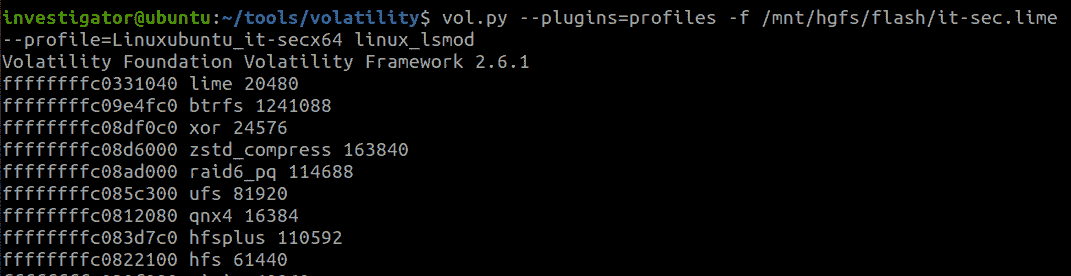 investigator@ubuntu:~/tools/volatility$ vol.py --plugins=profiles -f /mnt/hgfs/flash/it-sec.lime
--profile=Linuxubuntu_it-secx64 linux_lsmod
Volatility Foundation Volatility Framework 2.6.1
ffffffffc0331040 lime 20480
ffffffffc09e4fc0 btrfs 1241088
ffffffffc08df0c0 xor 24576
ffffffffc08d6000 zstd_compress 163840
ffffffffc08ad000 raid6_pq 114688
ffffffffc085c300 ufs 81920
ffffffffc0812080 qnx4 16384
ffffffffc083d7c0 hfsplus 110592
ffffffffc0822100 hfs 61440